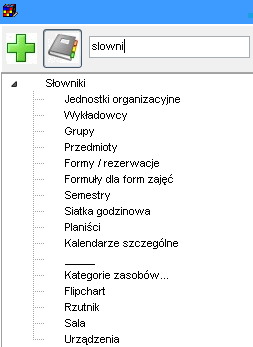 slowni
Słowniki
Jednostki organizacyjne
Wykładowcy
Grupy
Przedmioty
Formy / rezerwacje
Formuły dla form zajęć
Semestry
Siatka godzinowa
Planiści
Kalendarze szczególne
_____
Kategorie zasobów...
Flipchart
Rzutnik
Sala
Urządzenia